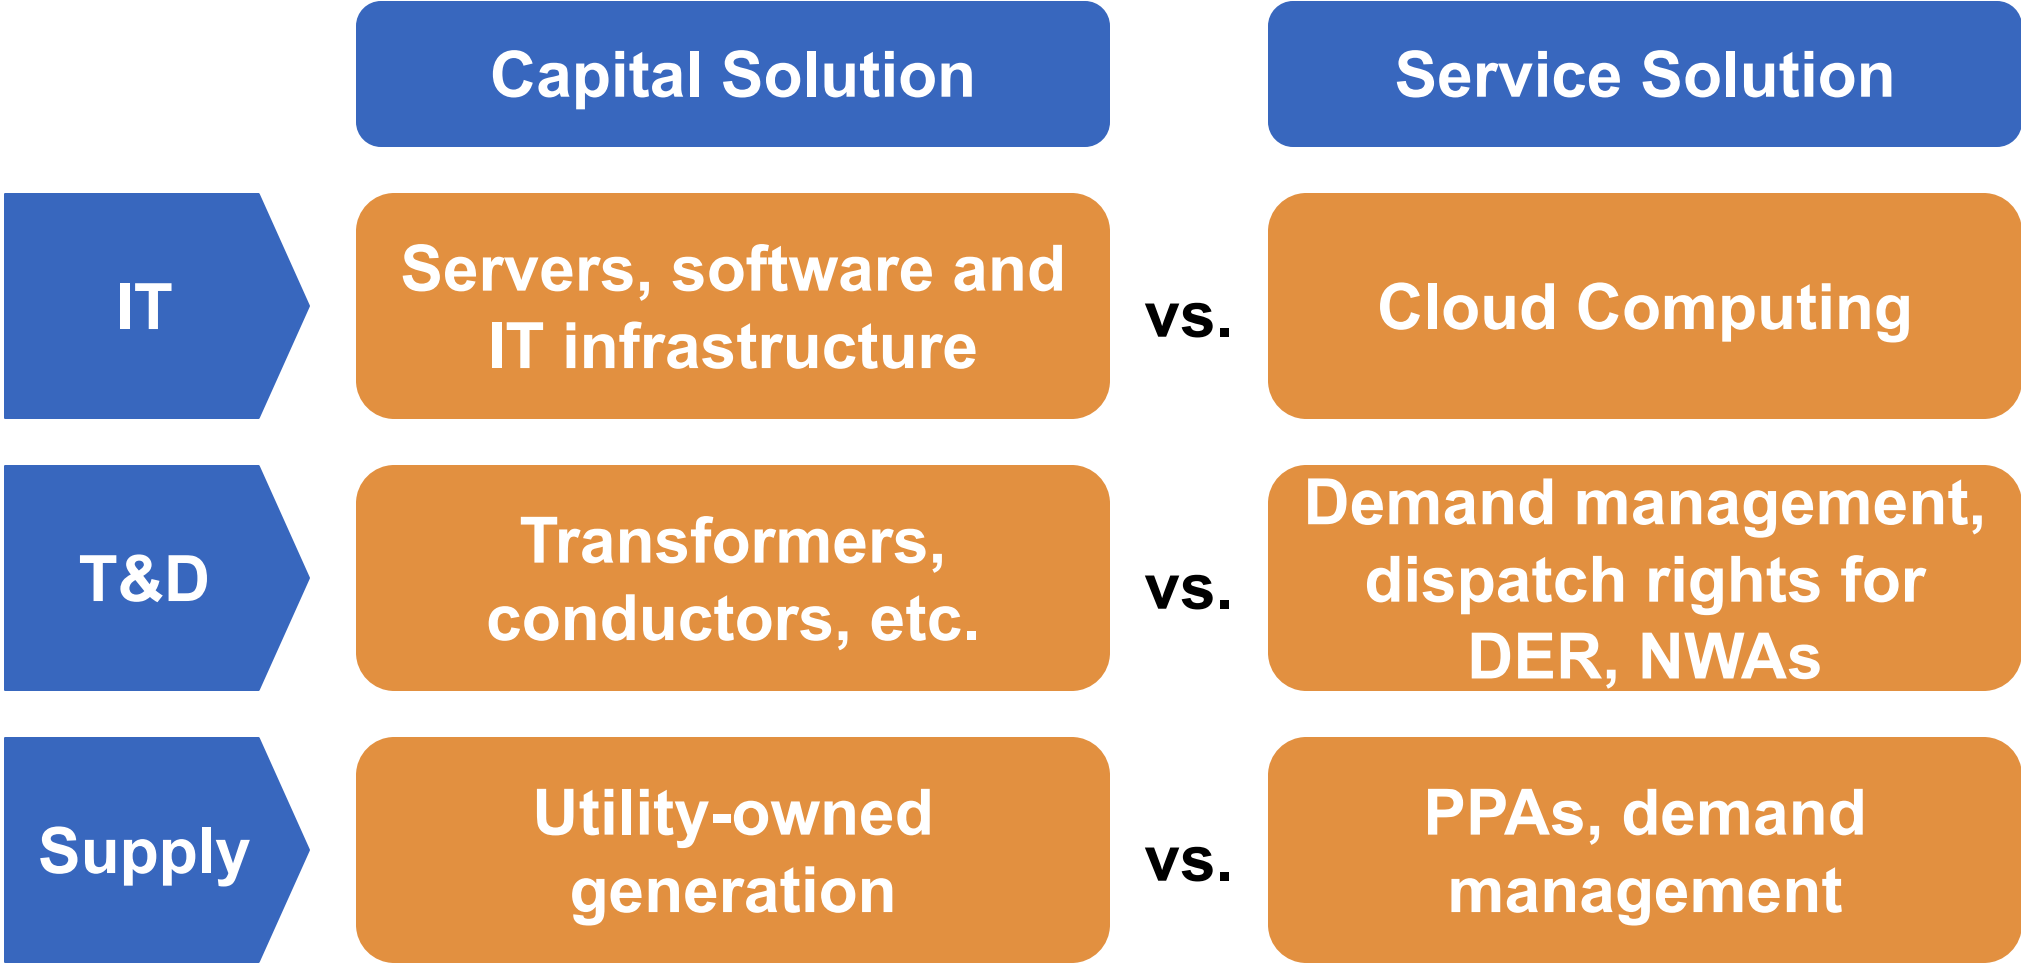 Capital Solution
Service Solution
IT
Servers, software and
IT infrastructure
vs.
Cloud Computing
T&D
Transformers,
conductors, etc.
vs.
Demand management,
dispatch rights for
DER, NWAs
Supply
Utility-owned
generation
vs.
PPAs, demand
management